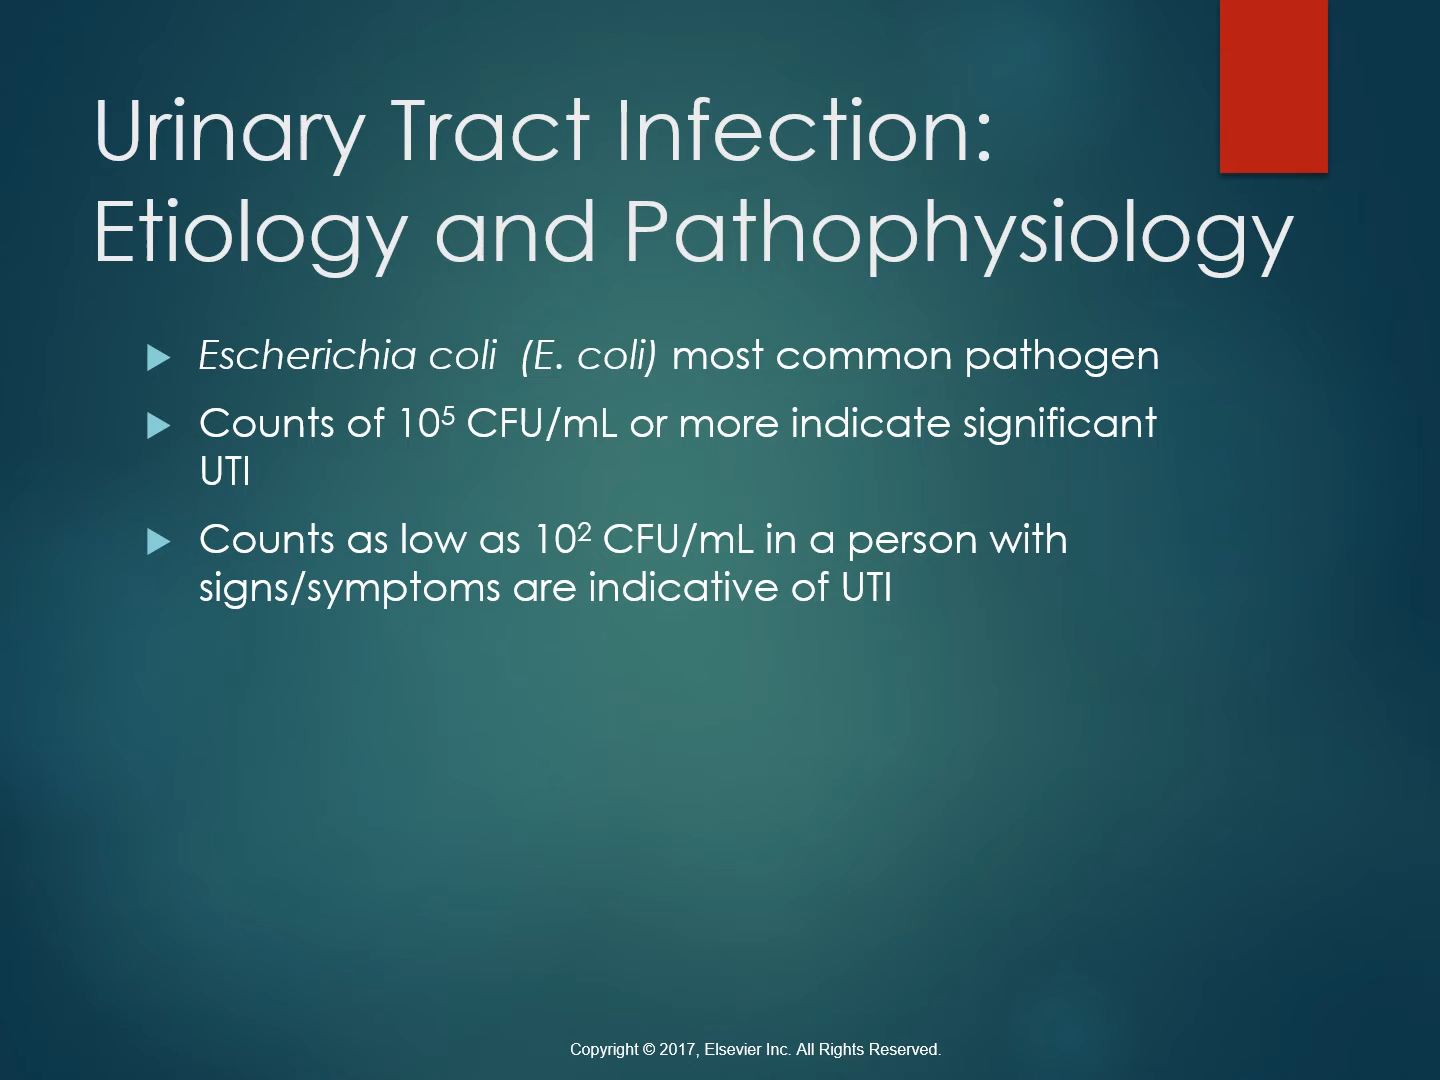 Urinary Tract Infection:
Etiology and Pathophysiology
Escherichia coli  (E. coli) most common pathogen
Counts of 10⁵ CFU/mL or more indicate significant
UTI
Counts as low as 10² CFU/mL in a person with
signs/symptoms are indicative of UTI
Copyright © 2017, Elsevier Inc. All Rights Reserved.